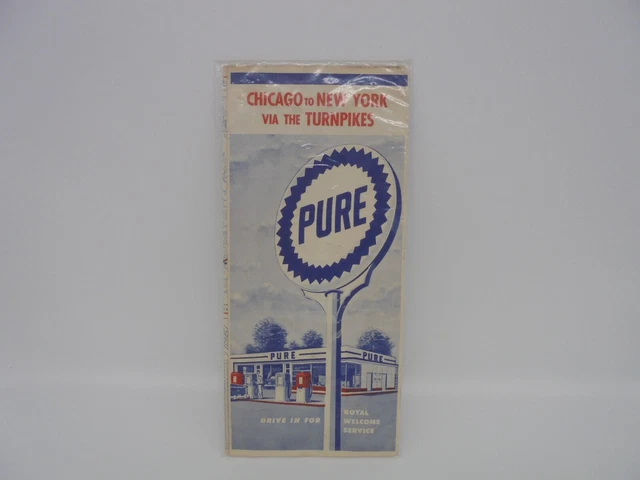 CHICAGO TO NEW YORK
VIA THE TURNPIKES
PURE
PURE
PURE
DRIVE IN FOR
ROYAL
WELCOME
SERVICE